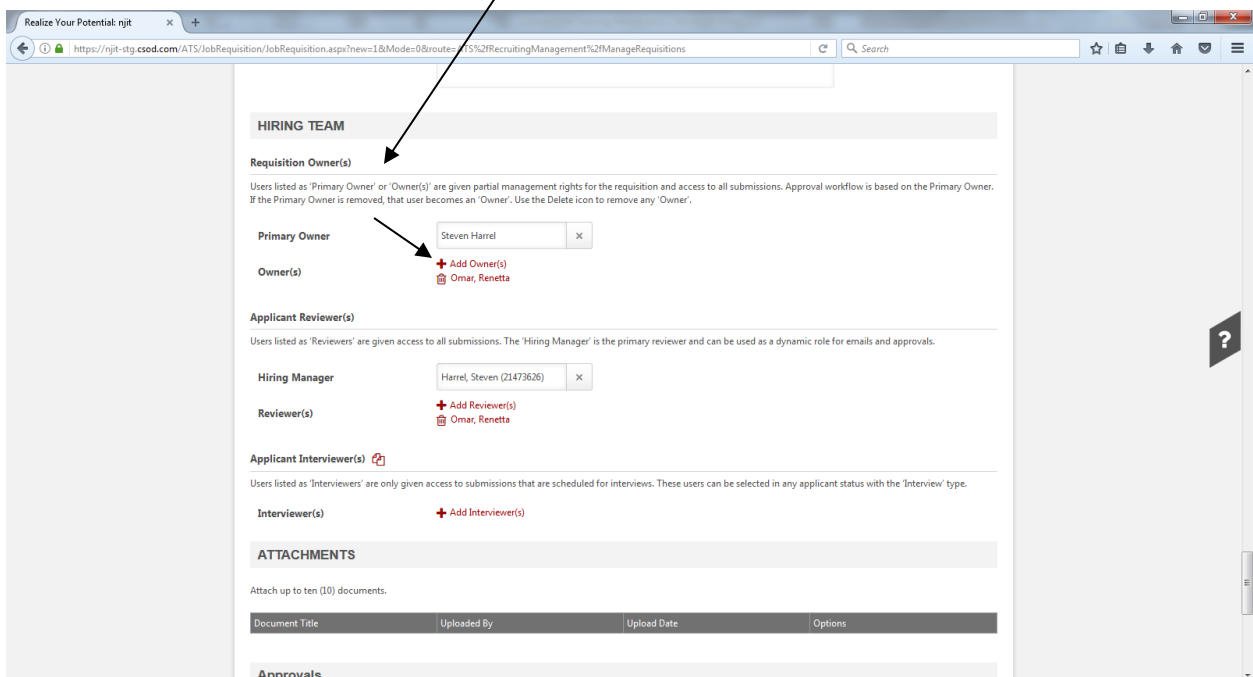 Realize Your Potential: njit × +
https://njit-stg.csod.com/ATS/JobRequisition/JobRequisition.aspx?new=1&Mode=0&route=ATS%2fRecruitingManagement%2fManageRequisitions Search
HIRING TEAM
Requisition Owner(s)
Users listed as 'Primary Owner' or 'Owner(s)' are given partial management rights for the requisition and access to all submissions. Approval workflow is based on the Primary Owner.
If the Primary Owner is removed, that user becomes an 'Owner'. Use the Delete icon to remove any 'Owner'.
Primary Owner Steven Harrel ×
Owner(s) + Add Owner(s)
Omar, Renetta
Applicant Reviewer(s)
Users listed as 'Reviewers' are given access to all submissions. The 'Hiring Manager' is the primary reviewer and can be used as a dynamic role for emails and approvals.
?
Hiring Manager Harrel, Steven (21473626) ×
Reviewer(s) + Add Reviewer(s)
Omar, Renetta
Applicant Interviewer(s)
Users listed as 'Interviewers' are only given access to submissions that are scheduled for interviews. These users can be selected in any applicant status with the 'Interview' type.
Interviewer(s) + Add Interviewer(s)
ATTACHMENTS
Attach up to ten (10) documents.
Document Title Uploaded By Upload Date Options
Approvals